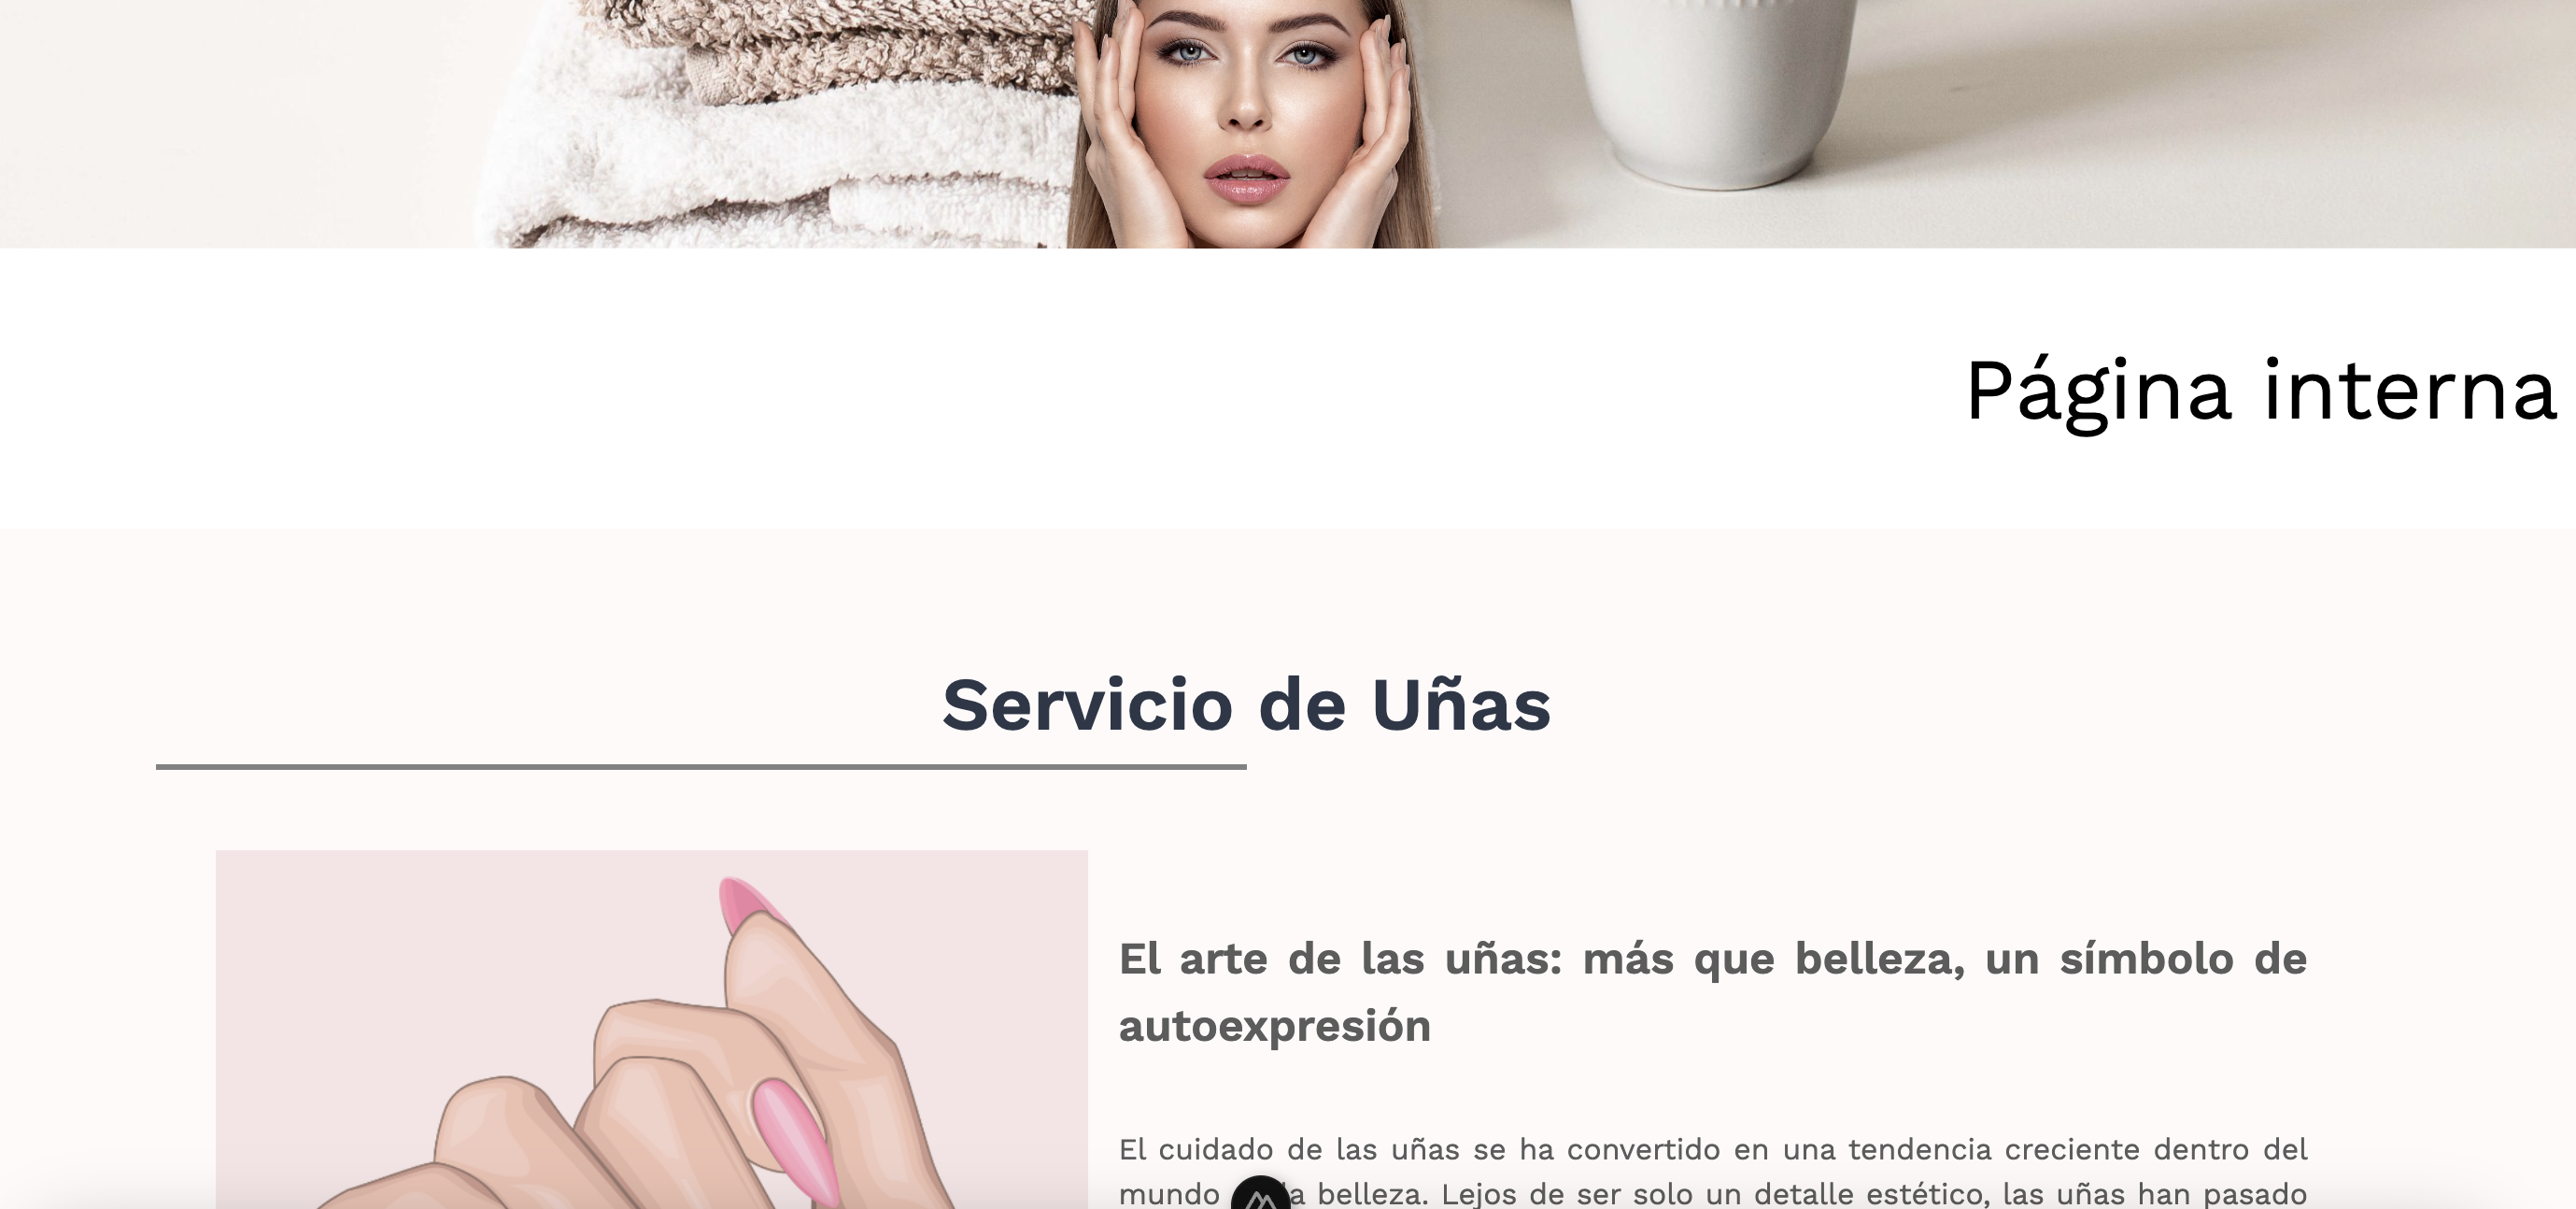 Página interna
Servicio de Uñas
El arte de las uñas: más que belleza, un símbolo de
autoexpresión
El cuidado de las uñas se ha convertido en una tendencia creciente dentro del
mundo la belleza. Lejos de ser solo un detalle estético, las uñas han pasado